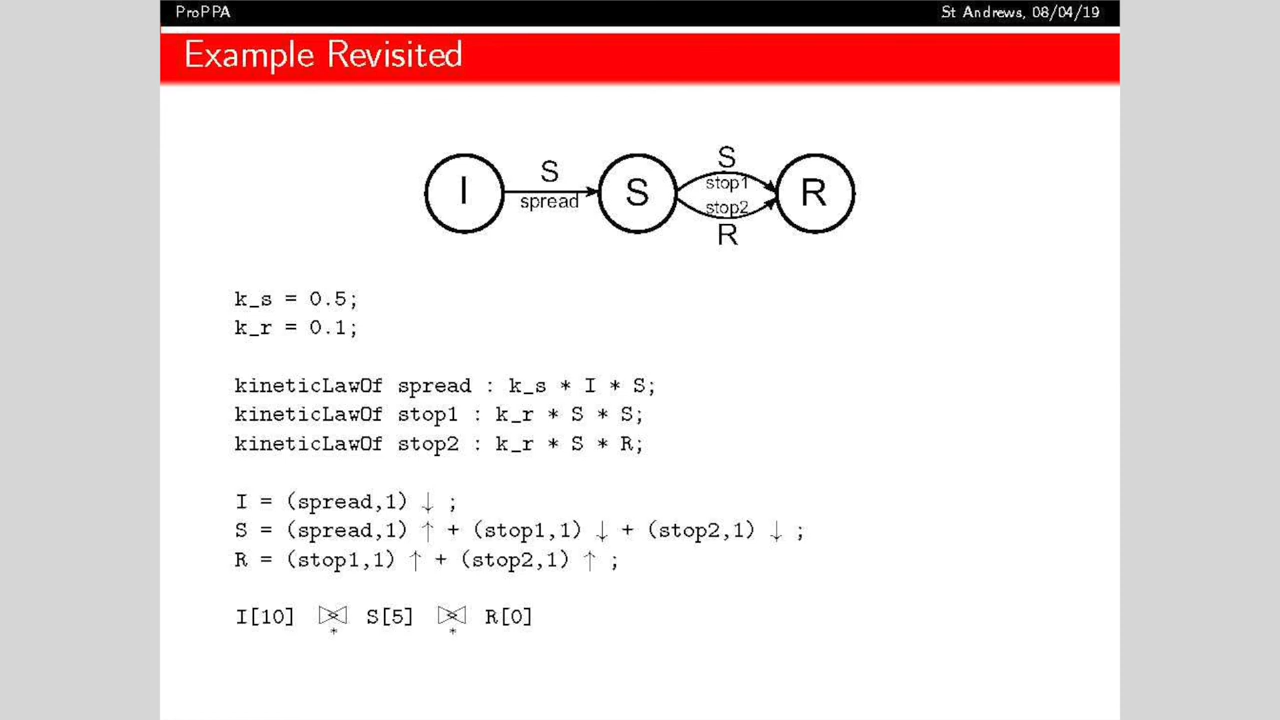 ProPPA
St Andrews, 08/04/19
Example Revisited
I
S
spread
S
S
stop1
stop2
R
R
k_s = 0.5;
k_r = 0.1;
kineticLawOf spread : k_s * I * S;
kineticLawOf stop1 : k_r * S * S;
kineticLawOf stop2 : k_r * S * R;
I = (spread,1) ↓ ;
S = (spread,1) ↑ + (stop1,1) ↓ + (stop2,1) ↓ ;
R = (stop1,1) ↑ + (stop2,1) ↑ ;
I[10] ⋈* S[5] ⋈* R[0]